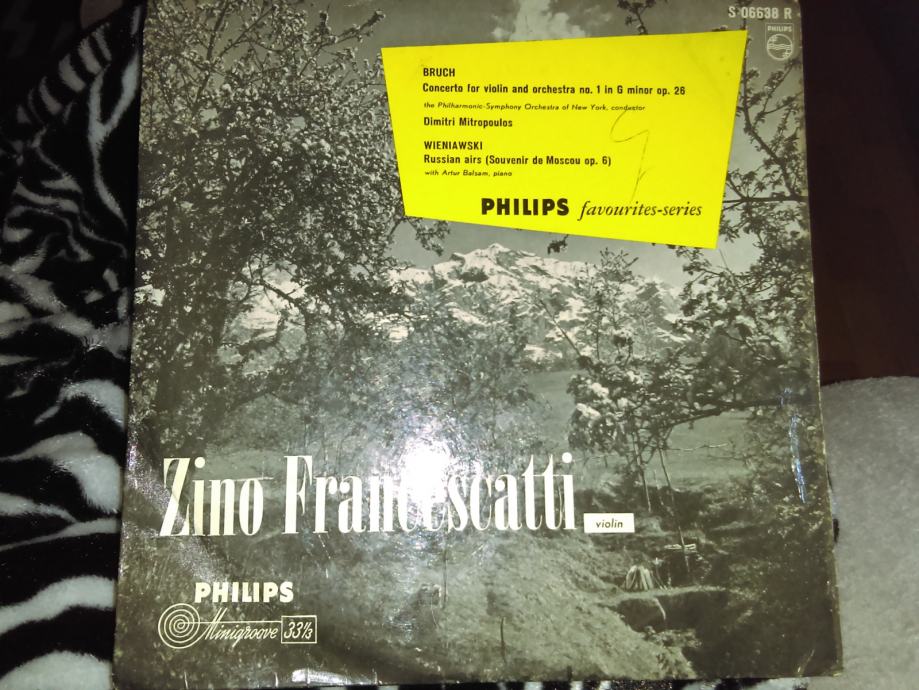 S 06638 R
PHILIPS
BRUCH
Concerto for violin and orchestra no. 1 in G minor op. 26
the Philharmonic-Symphony Orchestra of New York, conductor
Dimitri Mitropoulos
WIENIAWSKI
Russian airs (Souvenir de Moscou op. 6)
with Artur Balsam, piano
PHILIPS favourites-series
Zino Francescatti
violin
PHILIPS
Minigroove 33⅓